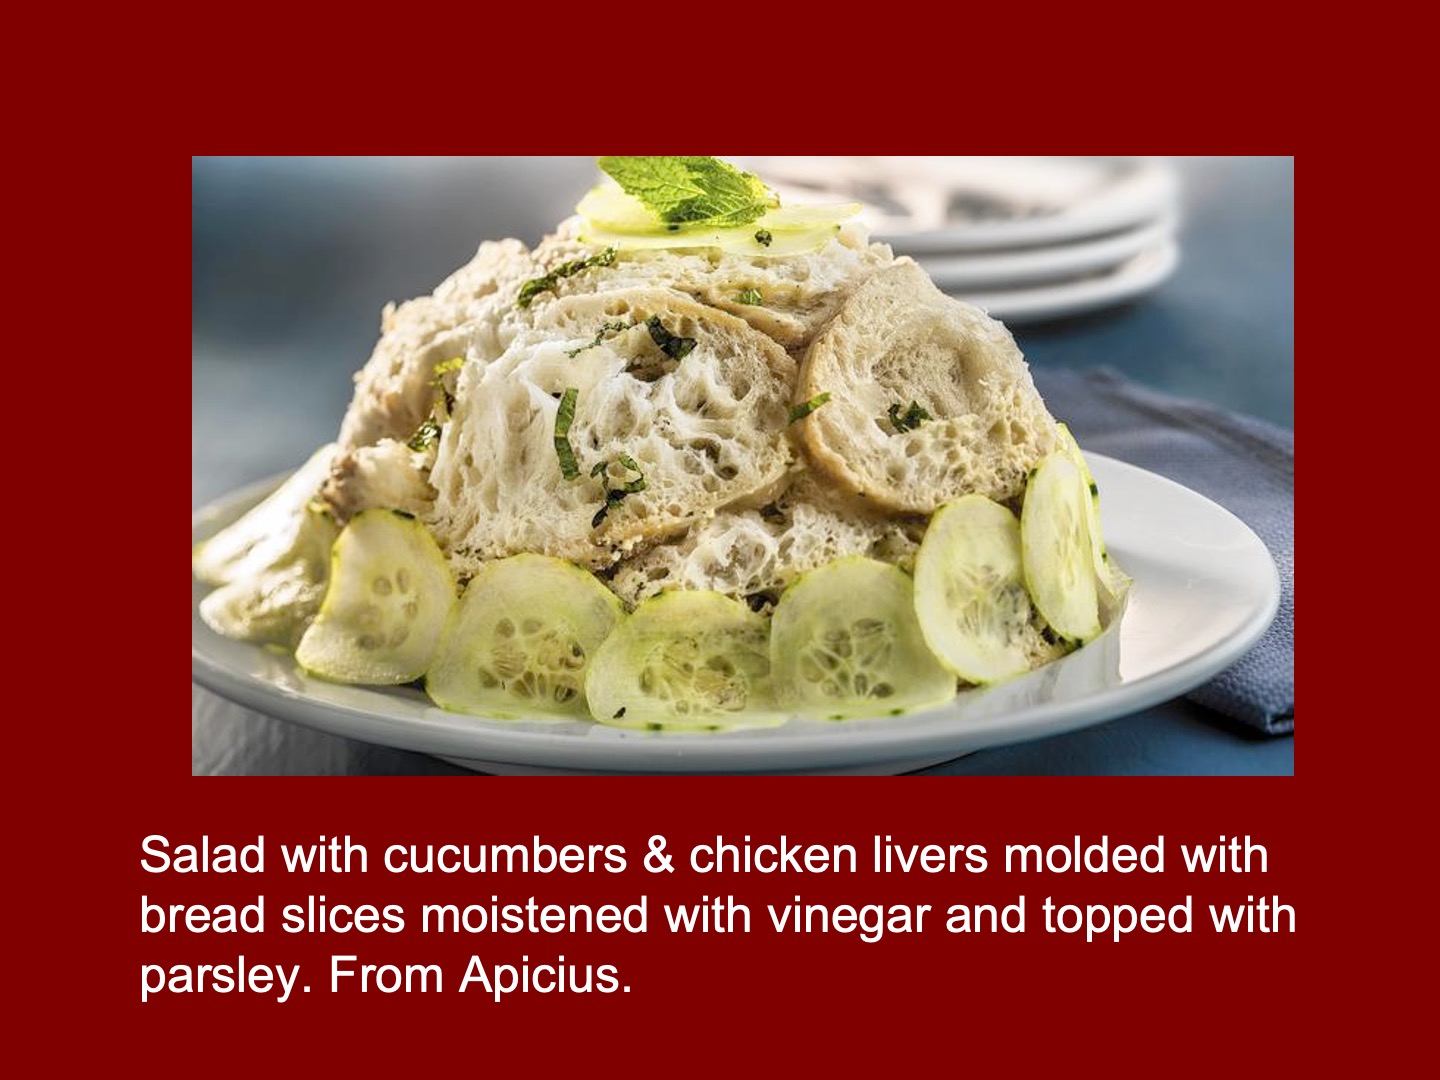 Salad with cucumbers & chicken livers molded with
bread slices moistened with vinegar and topped with
parsley. From Apicius.